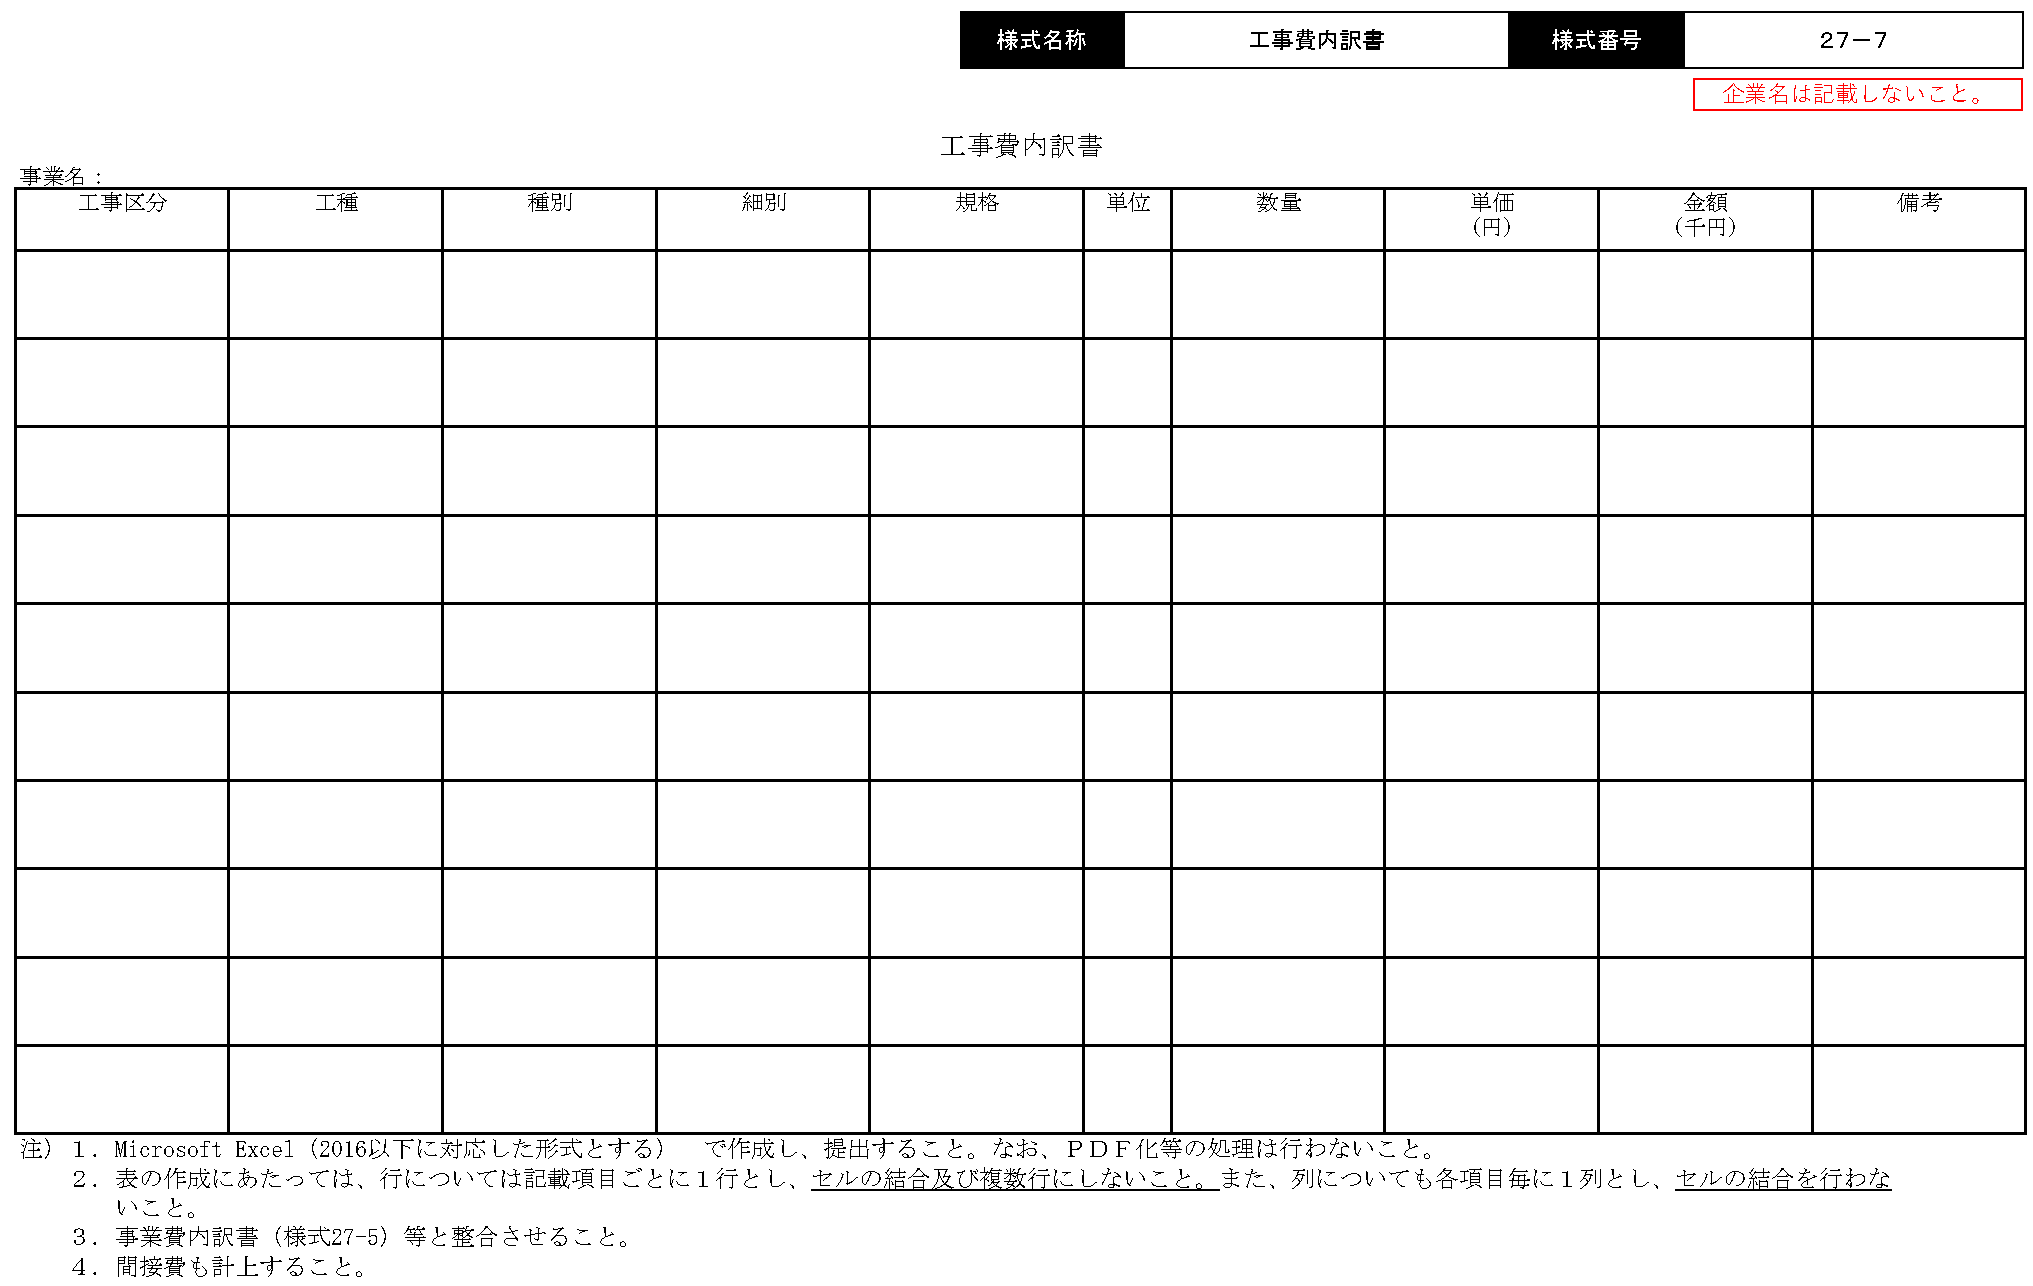 様式名称 工事費内訳書 様式番号 27－7
企業名は記載しないこと。
工事費内訳書
事業名：
工事区分 工種 種別 細別 規格 単位 数量 単価 金額 備考
(円) (千円)
注）１．Microsoft Excel（2016以下に対応した形式とする） で作成し、提出すること。なお、ＰＤＦ化等の処理は行わないこと。
２．表の作成にあたっては、行については記載項目ごとに１行とし、セルの結合及び複数行にしないこと。また、列についても各項目毎に１列とし、セルの結合を行わな
いこと。
３．事業費内訳書（様式27-5）等と整合させること。
４．間接費も計上すること。